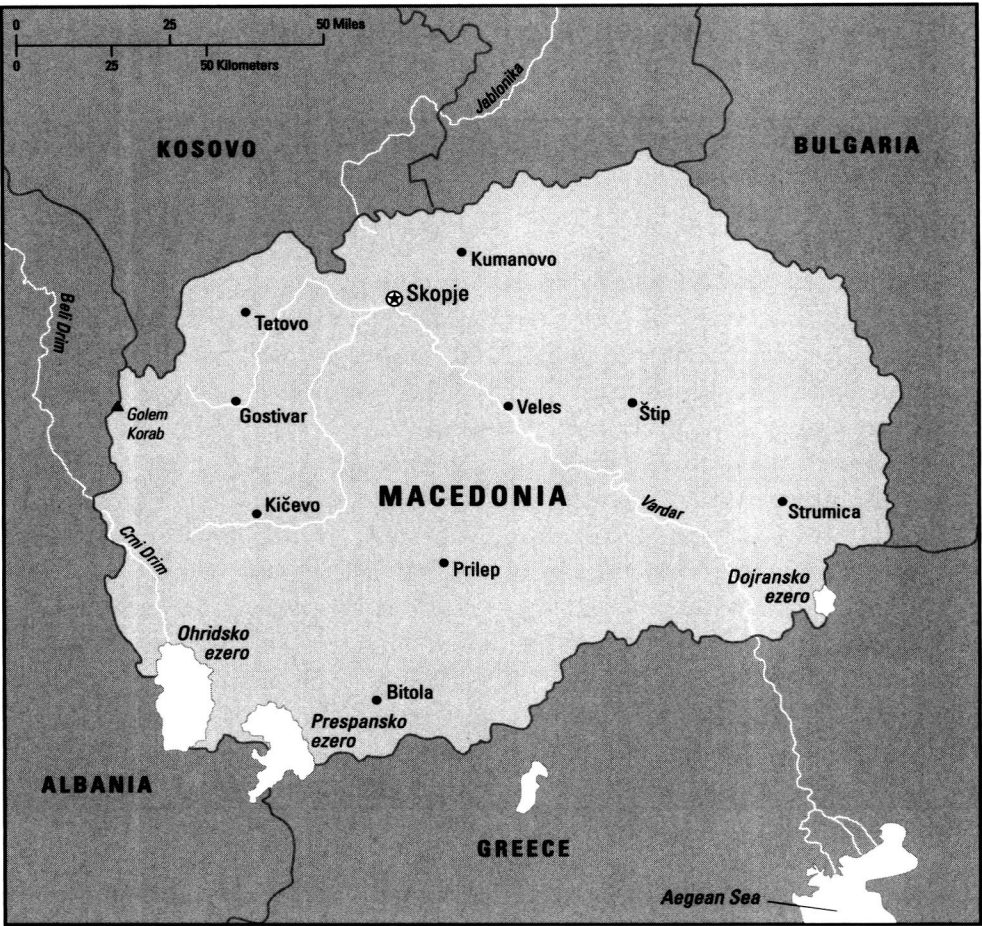 0 25 50 Miles
0 25 50 Kilometers
Jablonika
KOSOVO
BULGARIA
Kumanovo
Skopje
Beli Drim
Tetovo
Golem
Korab
Gostivar
Veles
Štip
MACEDONIA
Kičevo
Vardar
Strumica
Crni Drim
Prilep
Dojransko
ezero
Ohridsko
ezero
Bitola
Prespansko
ezero
ALBANIA
GREECE
Aegean Sea